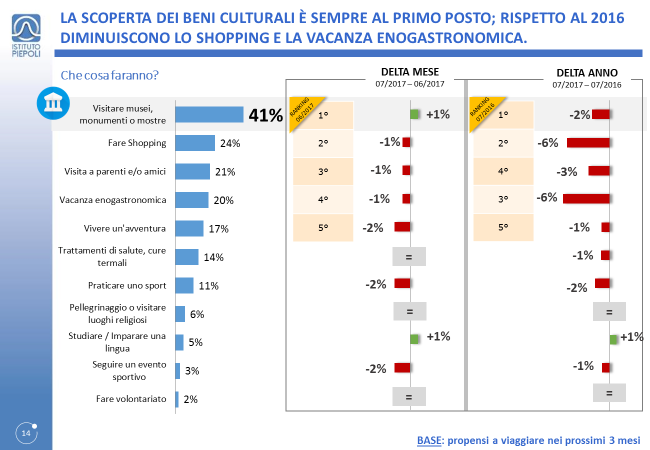 LA SCOPERTA DEI BENI CULTURALI È SEMPRE AL PRIMO POSTO; RISPETTO AL 2016
DIMINUISCONO LO SHOPPING E LA VACANZA ENOGASTRONOMICA.
ISTITUTO
PIEPOLI
Che cosa faranno?
DELTA MESE
07/2017 – 06/2017
DELTA ANNO
07/2017 – 07/2016
RANKING
06/2017
RANKING
07/2016
Visitare musei,
monumenti o mostre
41% 1° +1% 1° -2%
Fare Shopping 24% 2° -1% 2° -6%
Visita a parenti e/o amici 21% 3° -1% 4° -3%
Vacanza enogastronomica 20% 4° -1% 3° -6%
Vivere un'avventura 17% 5° -2% 5° -1%
Trattamenti di salute, cure
termali
14% = -1%
Praticare uno sport 11% -2% -2%
Pellegrinaggio o visitare
luoghi religiosi
6% = =
Studiare / Imparare una
lingua
5% +1% +1%
Seguire un evento
sportivo
3% -2% -1%
Fare volontariato 2% = =
14
BASE: propensi a viaggiare nei prossimi 3 mesi